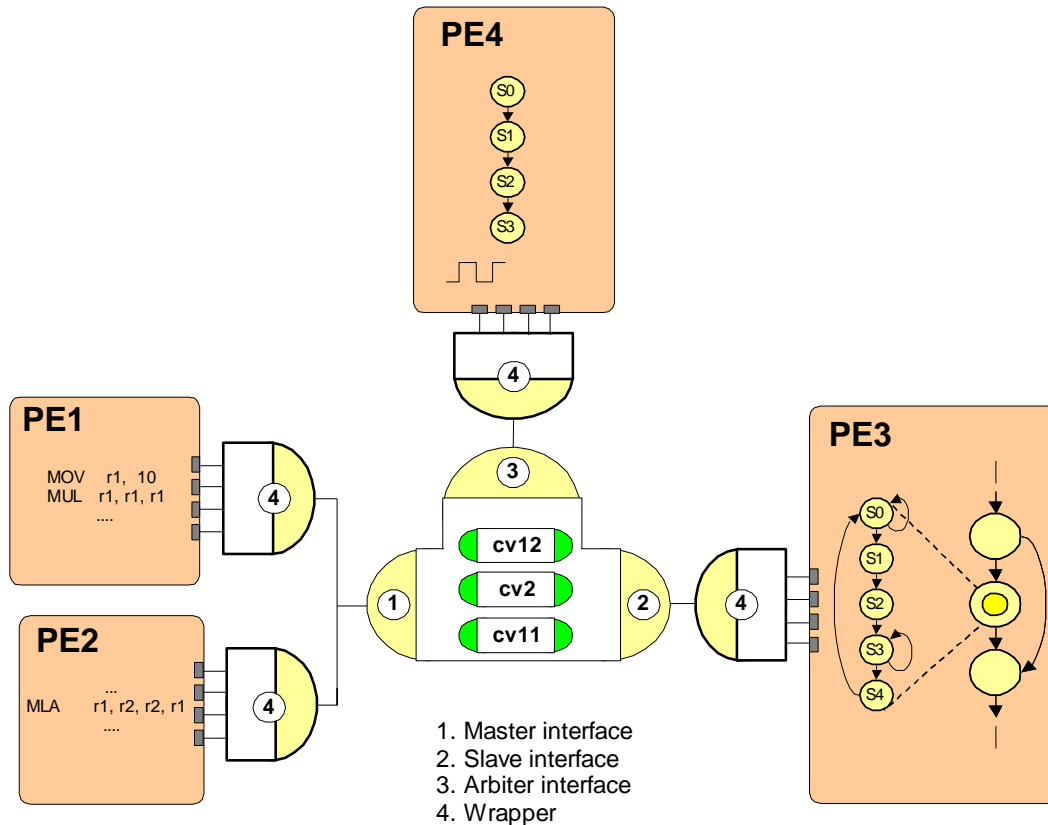 PE4
S0
S1
S2
S3
4
PE1
MOV r1, 10
MUL r1, r1, r1
....
4
PE2
...
MLA r1, r2, r2, r1
....
4
3
cv12
cv2
cv11
1
2
4
PE3
S0
S1
S2
S3
S4
1. Master interface
2. Slave interface
3. Arbiter interface
4. Wrapper